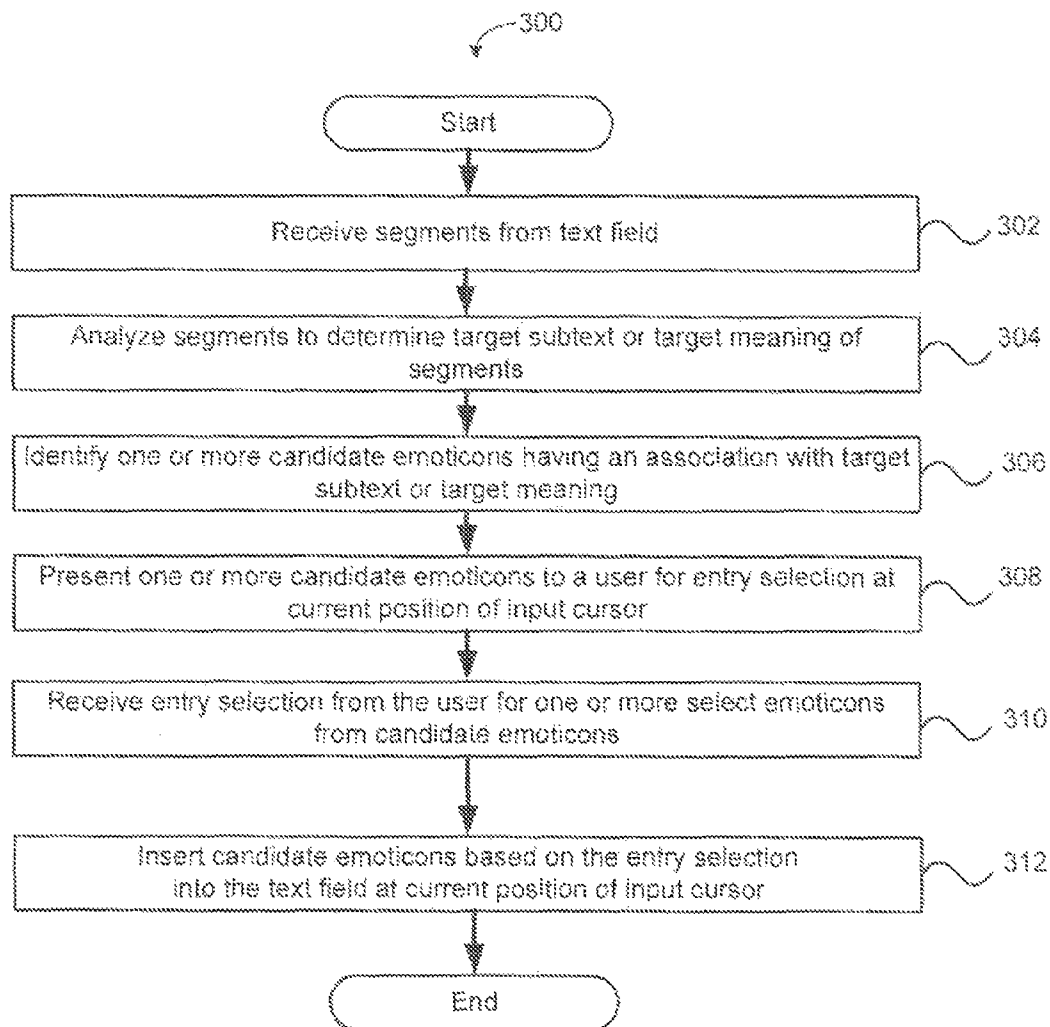 300
Start
Receive segments from text field
302
Analyze segments to determine target subtext or target meaning of
segments
304
Identify one or more candidate emoticons having an association with target
subtext or target meaning
306
Present one or more candidate emoticons to a user for entry selection at
current position of input cursor
308
Receive entry selection from the user for one or more select emoticons
from candidate emoticons
310
Insert candidate emoticons based on the entry selection
into the text field at current position of input cursor
312
End